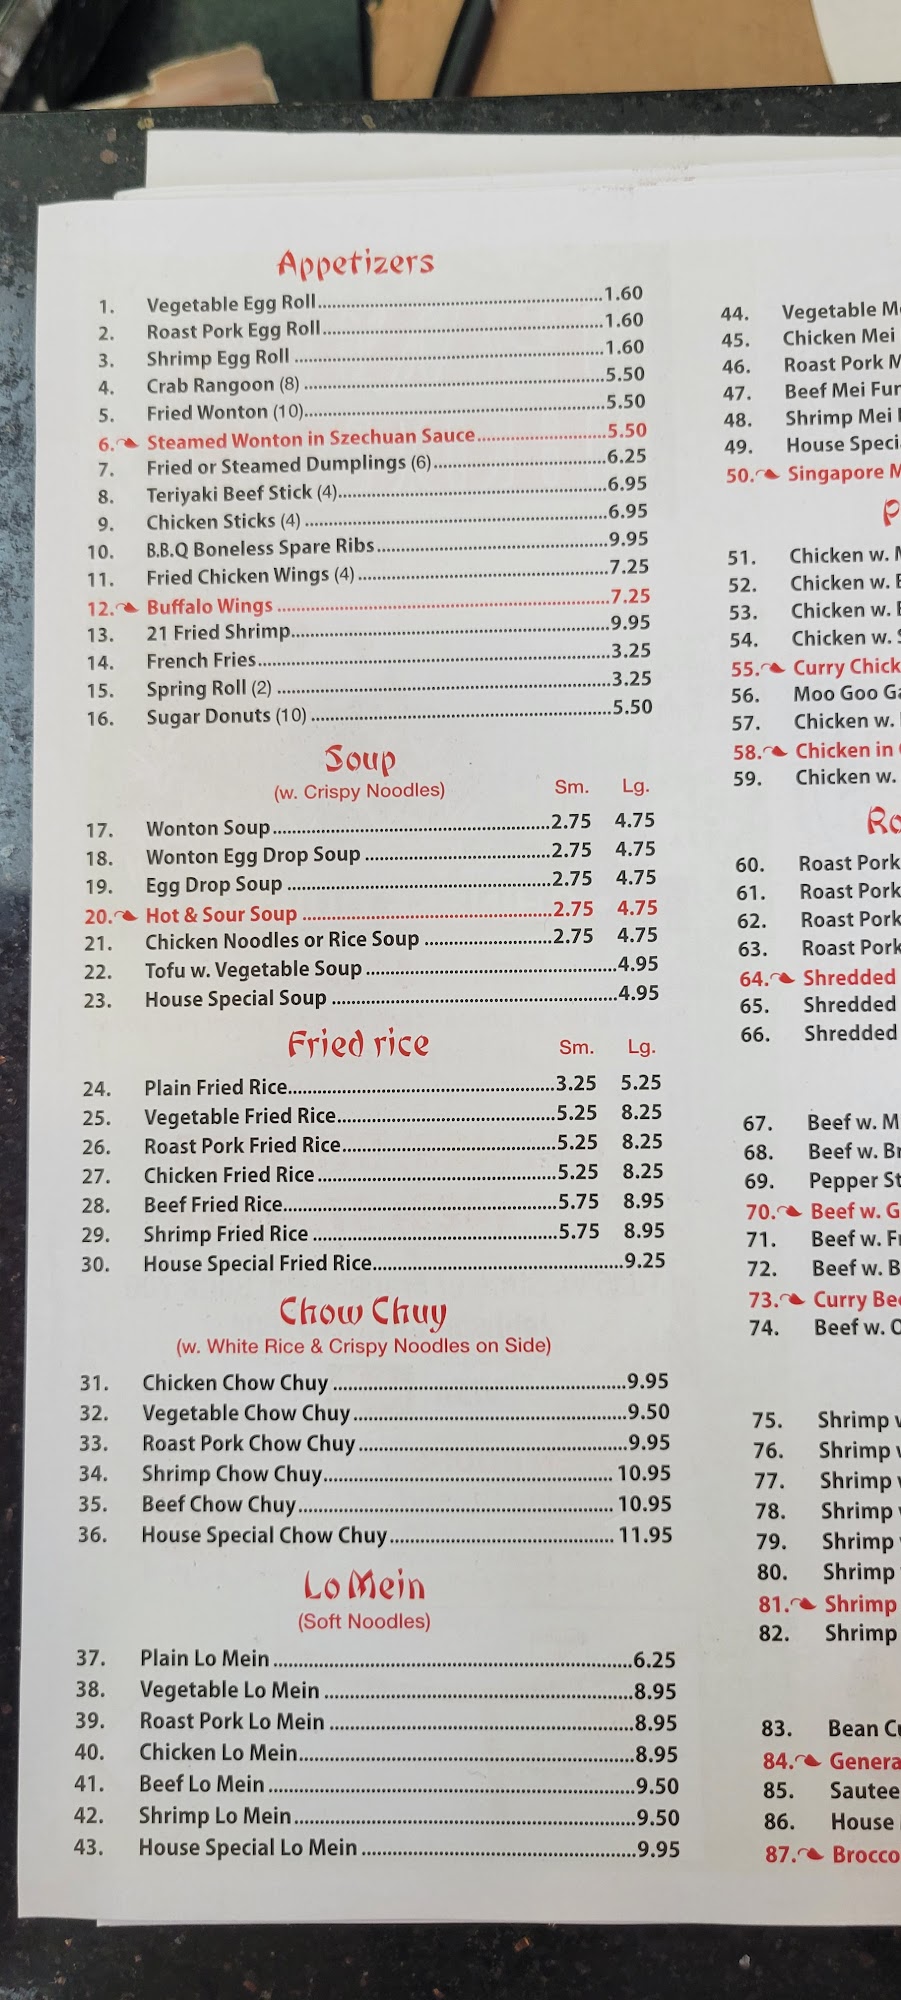 Appetizers
1. Vegetable Egg Roll 1.60
2. Roast Pork Egg Roll 1.60
3. Shrimp Egg Roll 1.60
4. Crab Rangoon (8) 5.50
5. Fried Wonton (10) 5.50
6. Steamed Wonton in Szechuan Sauce 5.50
7. Fried or Steamed Dumplings (6) 6.25
8. Teriyaki Beef Stick (4) 6.95
9. Chicken Sticks (4) 6.95
10. B.B.Q Boneless Spare Ribs 9.95
11. Fried Chicken Wings (4) 7.25
12. Buffalo Wings 7.25
13. 21 Fried Shrimp 9.95
14. French Fries 3.25
15. Spring Roll (2) 3.25
16. Sugar Donuts (10) 5.50
Soup
(w. Crispy Noodles) Sm. Lg.
17. Wonton Soup 2.75 4.75
18. Wonton Egg Drop Soup 2.75 4.75
19. Egg Drop Soup 2.75 4.75
20. Hot & Sour Soup 2.75 4.75
21. Chicken Noodles or Rice Soup 2.75 4.75
22. Tofu w. Vegetable Soup 4.95
23. House Special Soup 4.95
Fried rice Sm. Lg.
24. Plain Fried Rice 3.25 5.25
25. Vegetable Fried Rice 5.25 8.25
26. Roast Pork Fried Rice 5.25 8.25
27. Chicken Fried Rice 5.25 8.25
28. Beef Fried Rice 5.75 8.95
29. Shrimp Fried Rice 5.75 8.95
30. House Special Fried Rice 9.25
Chow Chuy
(w. White Rice & Crispy Noodles on Side)
31. Chicken Chow Chuy 9.95
32. Vegetable Chow Chuy 9.50
33. Roast Pork Chow Chuy 9.95
34. Shrimp Chow Chuy 10.95
35. Beef Chow Chuy 10.95
36. House Special Chow Chuy 11.95
Lo Mein
(Soft Noodles)
37. Plain Lo Mein 6.25
38. Vegetable Lo Mein 8.95
39. Roast Pork Lo Mein 8.95
40. Chicken Lo Mein 8.95
41. Beef Lo Mein 9.50
42. Shrimp Lo Mein 9.50
43. House Special Lo Mein 9.95
44. Vegetable
45. Chicken Mei
46. Roast Pork
47. Beef Mei
48. Shrimp Mei
49. House
50. Singapore
51. Chicken w.
52. Chicken w.
53. Chicken w.
54. Chicken w.
55. Curry
56. Moo Goo
57. Chicken w.
58. Chicken in
59. Chicken w.
60. Roast Pork
61. Roast Pork
62. Roast Pork
63. Roast Pork
64. Shredded
65. Shredded
66. Shredded
67. Beef w.
68. Beef w.
69. Pepper
70. Beef w.
71. Beef w.
72. Beef w.
73. Curry
74. Beef w.
75. Shrimp
76. Shrimp
77. Shrimp
78. Shrimp
79. Shrimp
80. Shrimp
81. Shrimp
82. Shrimp
83. Bean
84.
85.
86. House
87.